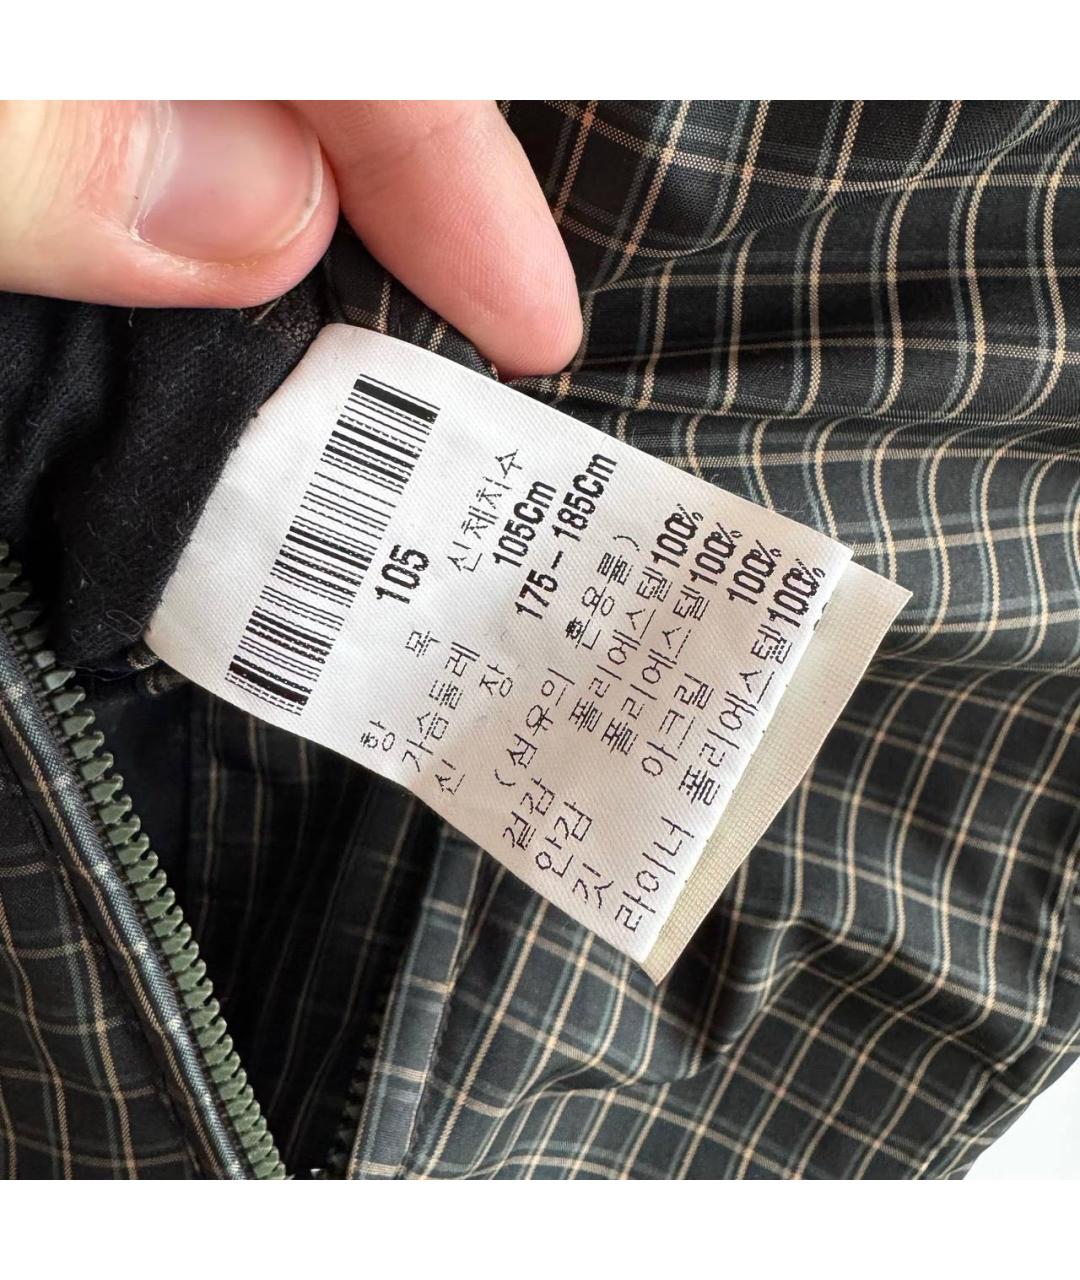 105
항 목 신체치수
가슴둘레 105Cm
신 장 175-185Cm
(섬유의 혼용률)
겉감 폴리에스텔100%
안감 폴리에스텔100%
깃 아크릴 100%
라이너 폴리에스텔100%